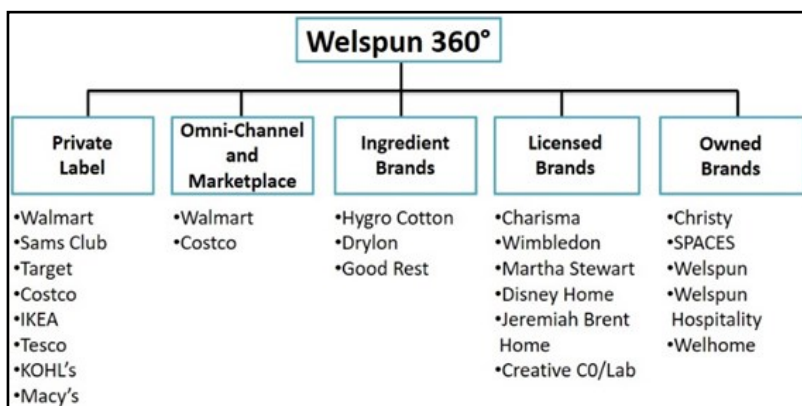 Welspun 360°
Private
Label
•Walmart
•Sams Club
•Target
•Costco
•IKEA
•Tesco
•KOHL's
•Macy's
Omni-Channel
and
Marketplace
•Walmart
•Costco
Ingredient
Brands
•Hygro Cotton
•Drylon
•Good Rest
Licensed
Brands
•Charisma
•Wimbledon
•Martha Stewart
•Disney Home
•Jeremiah Brent
Home
•Creative C0/Lab
Owned
Brands
•Christy
•SPACES
•Welspun
•Welspun
Hospitality
•Welhome